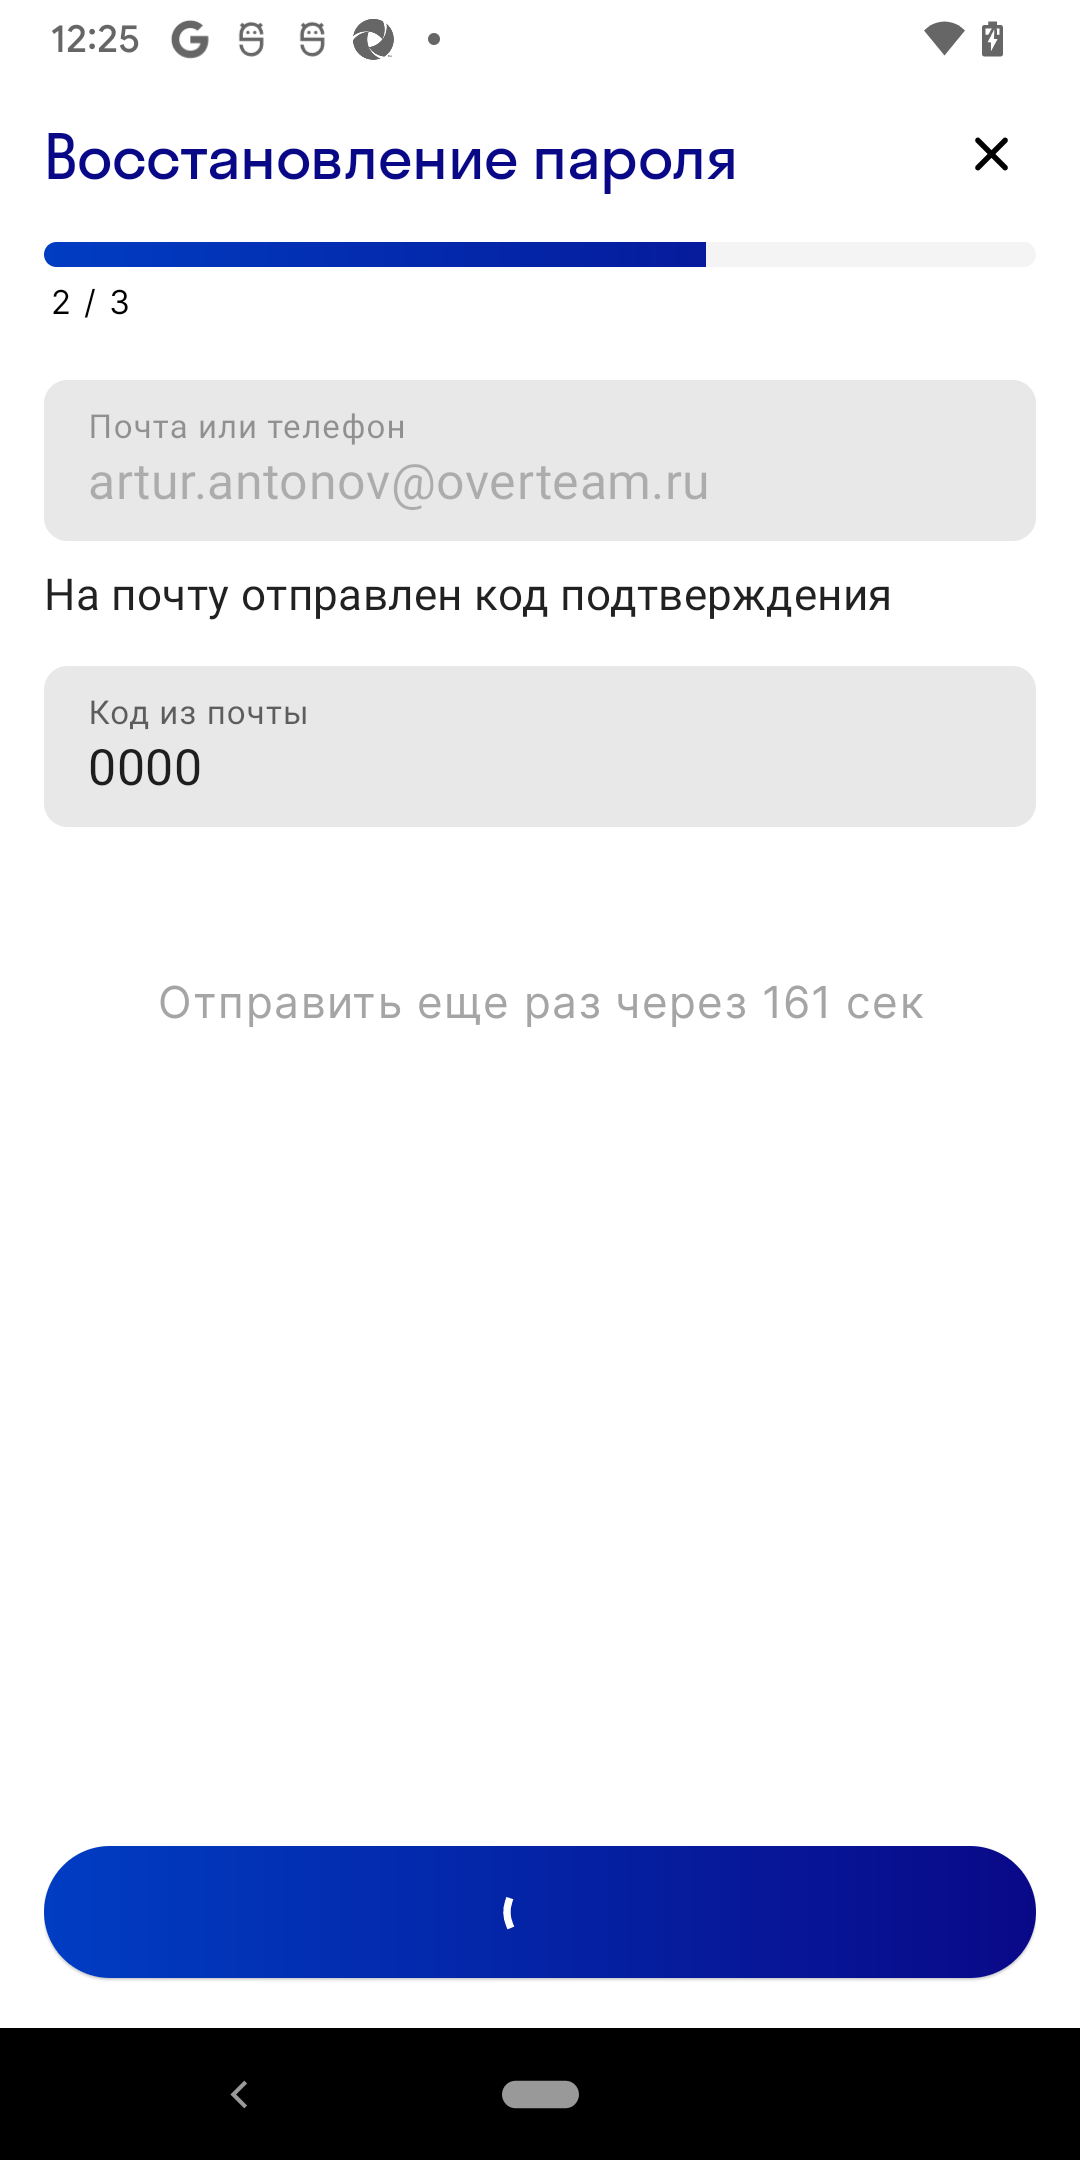 12:25
Восстановление пароля
2 / 3
Почта или телефон
artur.antonov@overteam.ru
На почту отправлен код подтверждения
Код из почты
0000
Отправить еще раз через 161 сек